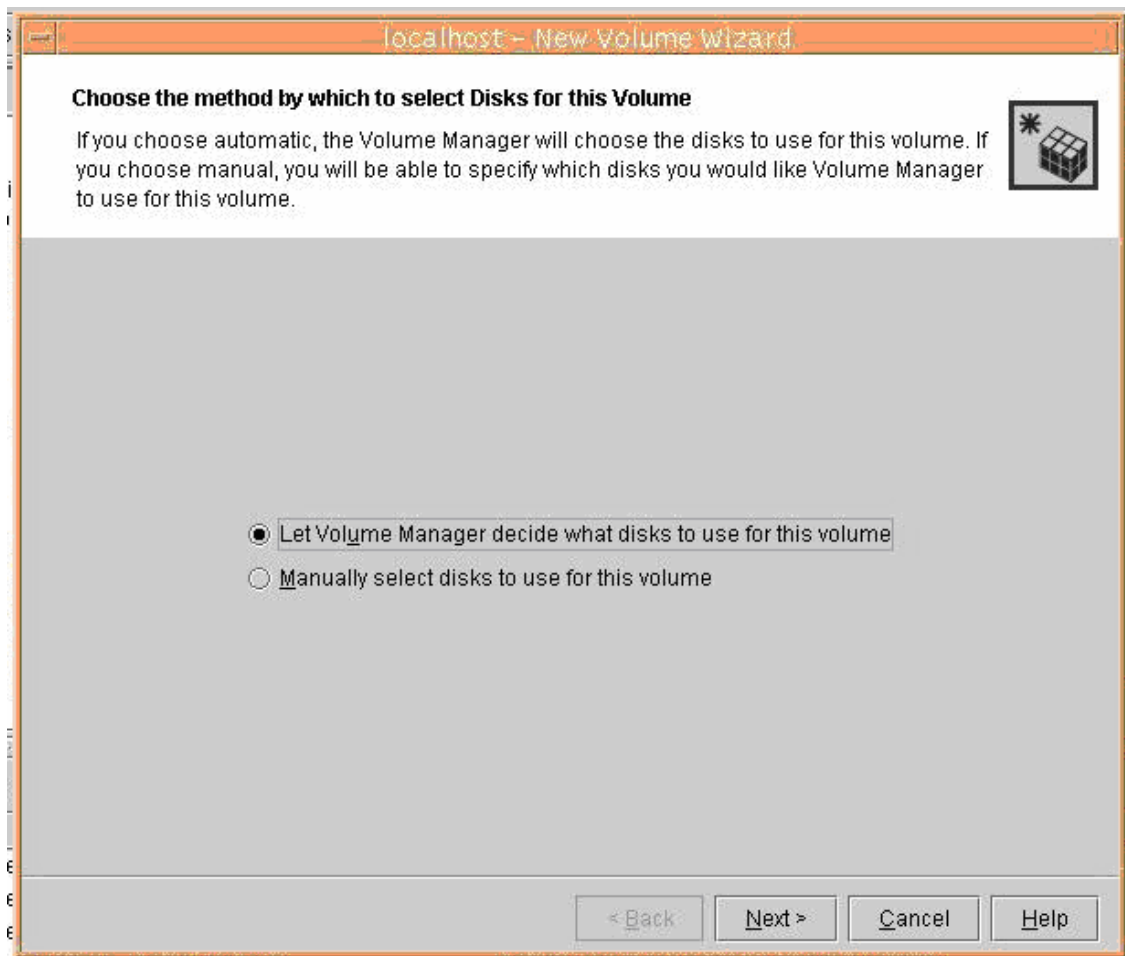 localhost - New Volume Wizard
Choose the method by which to select Disks for this Volume
If you choose automatic, the Volume Manager will choose the disks to use for this volume. If
you choose manual, you will be able to specify which disks you would like Volume Manager
to use for this volume.
Let Volume Manager decide what disks to use for this volume
Manually select disks to use for this volume
< Back Next > Cancel Help